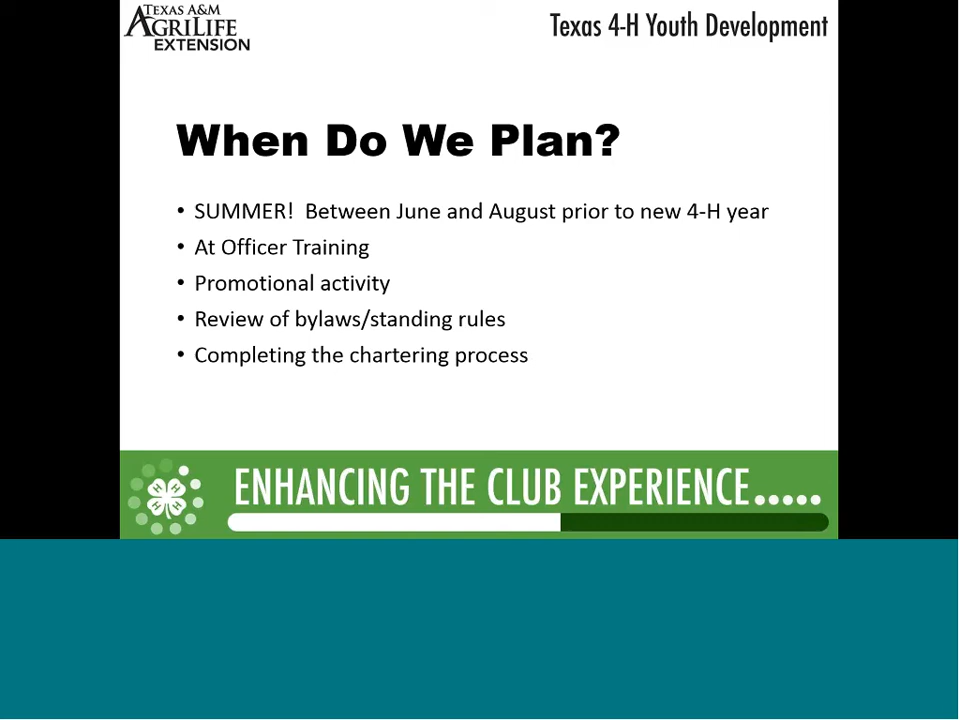 TEXAS A&M
AGRILIFE
EXTENSION
Texas 4-H Youth Development
When Do We Plan?
• SUMMER!  Between June and August prior to new 4-H year
• At Officer Training
• Promotional activity
• Review of bylaws/standing rules
• Completing the chartering process
H H
H H
ENHANCING THE CLUB EXPERIENCE.....